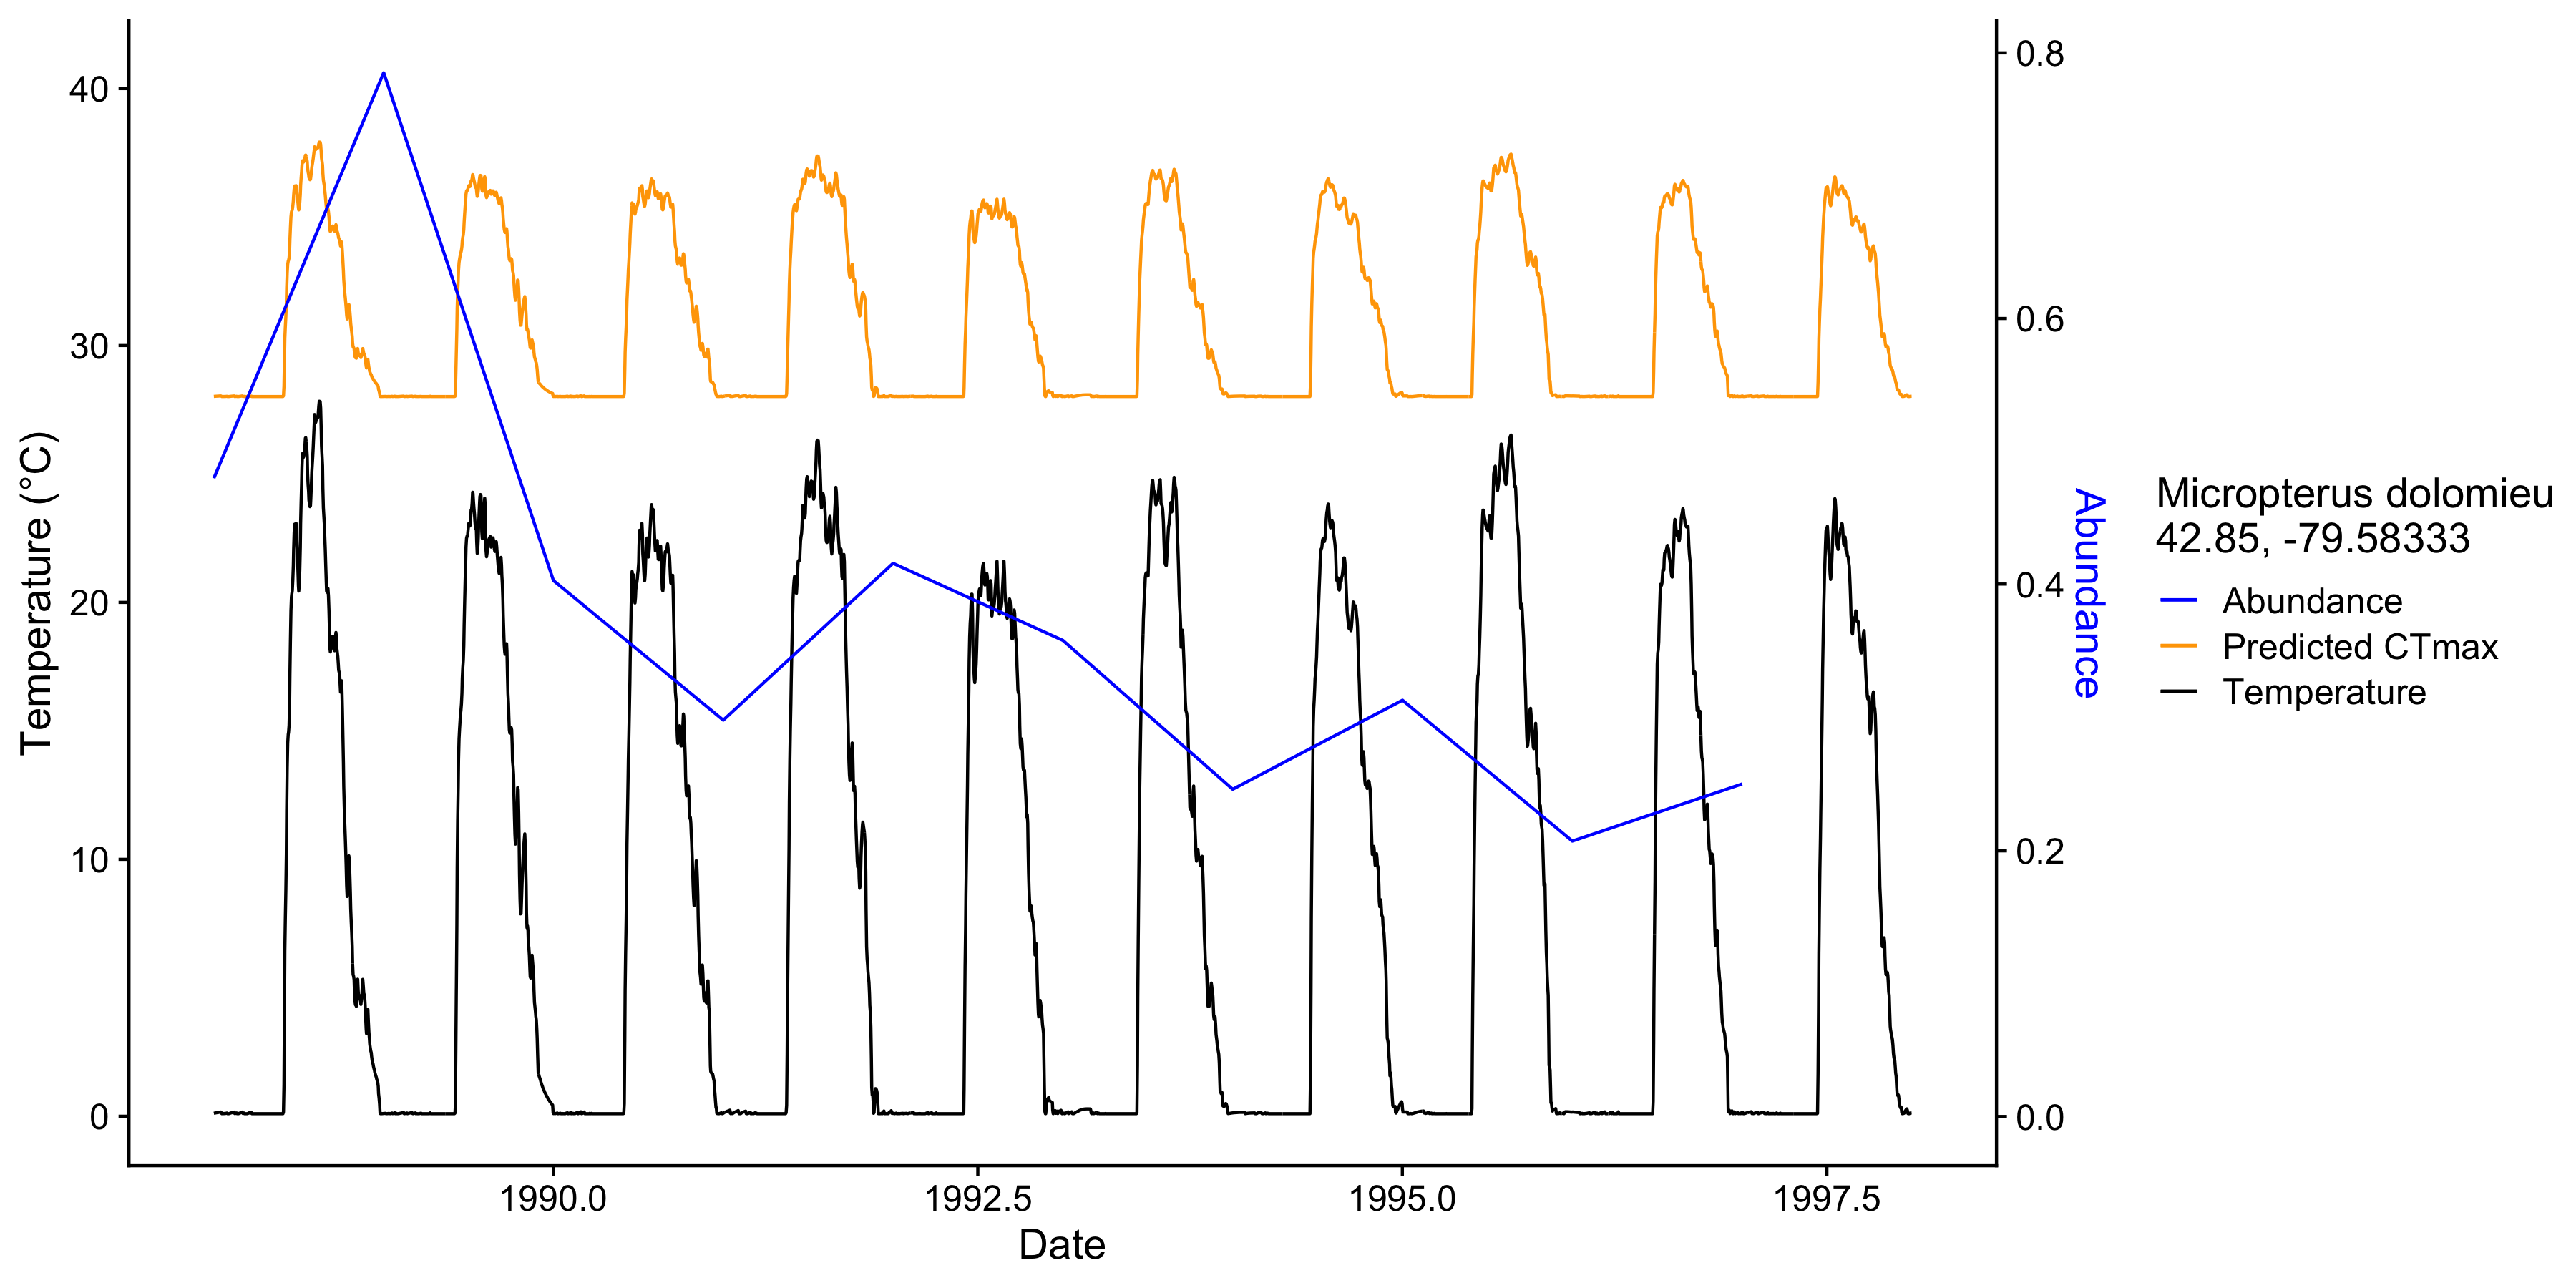 40
30
20
10
0
Temperature (°C)
1990.0
1992.5
1995.0
1997.5
Date
0.8
0.6
0.4
0.2
0.0
Abundance
Micropterus dolomieu
42.85, -79.58333
Abundance
Predicted CTmax
Temperature